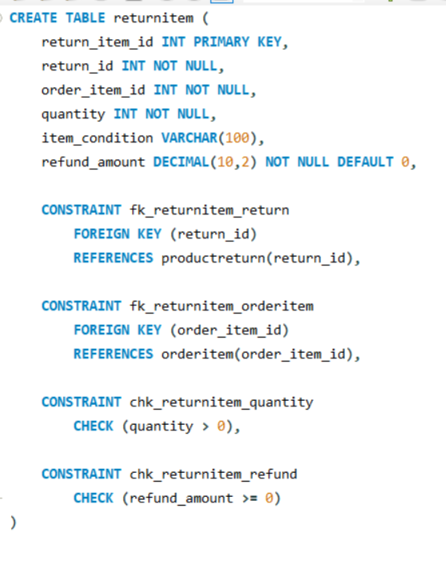 CREATE TABLE returnitem (
    return_item_id INT PRIMARY KEY,
    return_id INT NOT NULL,
    order_item_id INT NOT NULL,
    quantity INT NOT NULL,
    item_condition VARCHAR(100),
    refund_amount DECIMAL(10,2) NOT NULL DEFAULT 0,
    CONSTRAINT fk_returnitem_return
        FOREIGN KEY (return_id)
        REFERENCES productreturn(return_id),
    CONSTRAINT fk_returnitem_orderitem
        FOREIGN KEY (order_item_id)
        REFERENCES orderitem(order_item_id),
    CONSTRAINT chk_returnitem_quantity
        CHECK (quantity > 0),
    CONSTRAINT chk_returnitem_refund
        CHECK (refund_amount >= 0)
)